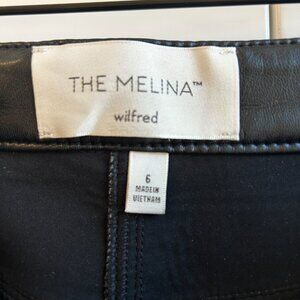 THE MELINA™
wilfred
6
MADE IN
VIETNAM